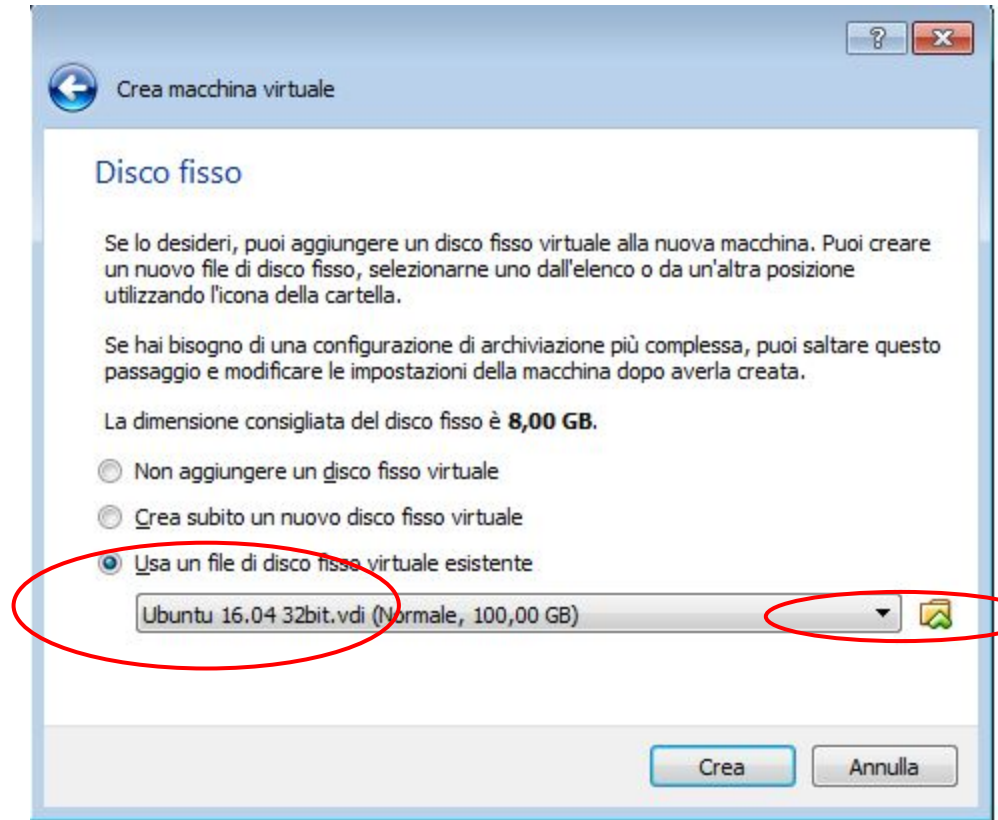 ?
Crea macchina virtuale
Disco fisso
Se lo desideri, puoi aggiungere un disco fisso virtuale alla nuova macchina. Puoi creare
un nuovo file di disco fisso, selezionarne uno dall'elenco o da un'altra posizione
utilizzando l'icona della cartella.
Se hai bisogno di una configurazione di archiviazione più complessa, puoi saltare questo
passaggio e modificare le impostazioni della macchina dopo averla creata.
La dimensione consigliata del disco fisso è 8,00 GB.
Non aggiungere un disco fisso virtuale
Crea subito un nuovo disco fisso virtuale
Usa un file di disco fisso virtuale esistente
Ubuntu 16.04 32bit.vdi (Normale, 100,00 GB)
Crea Annulla